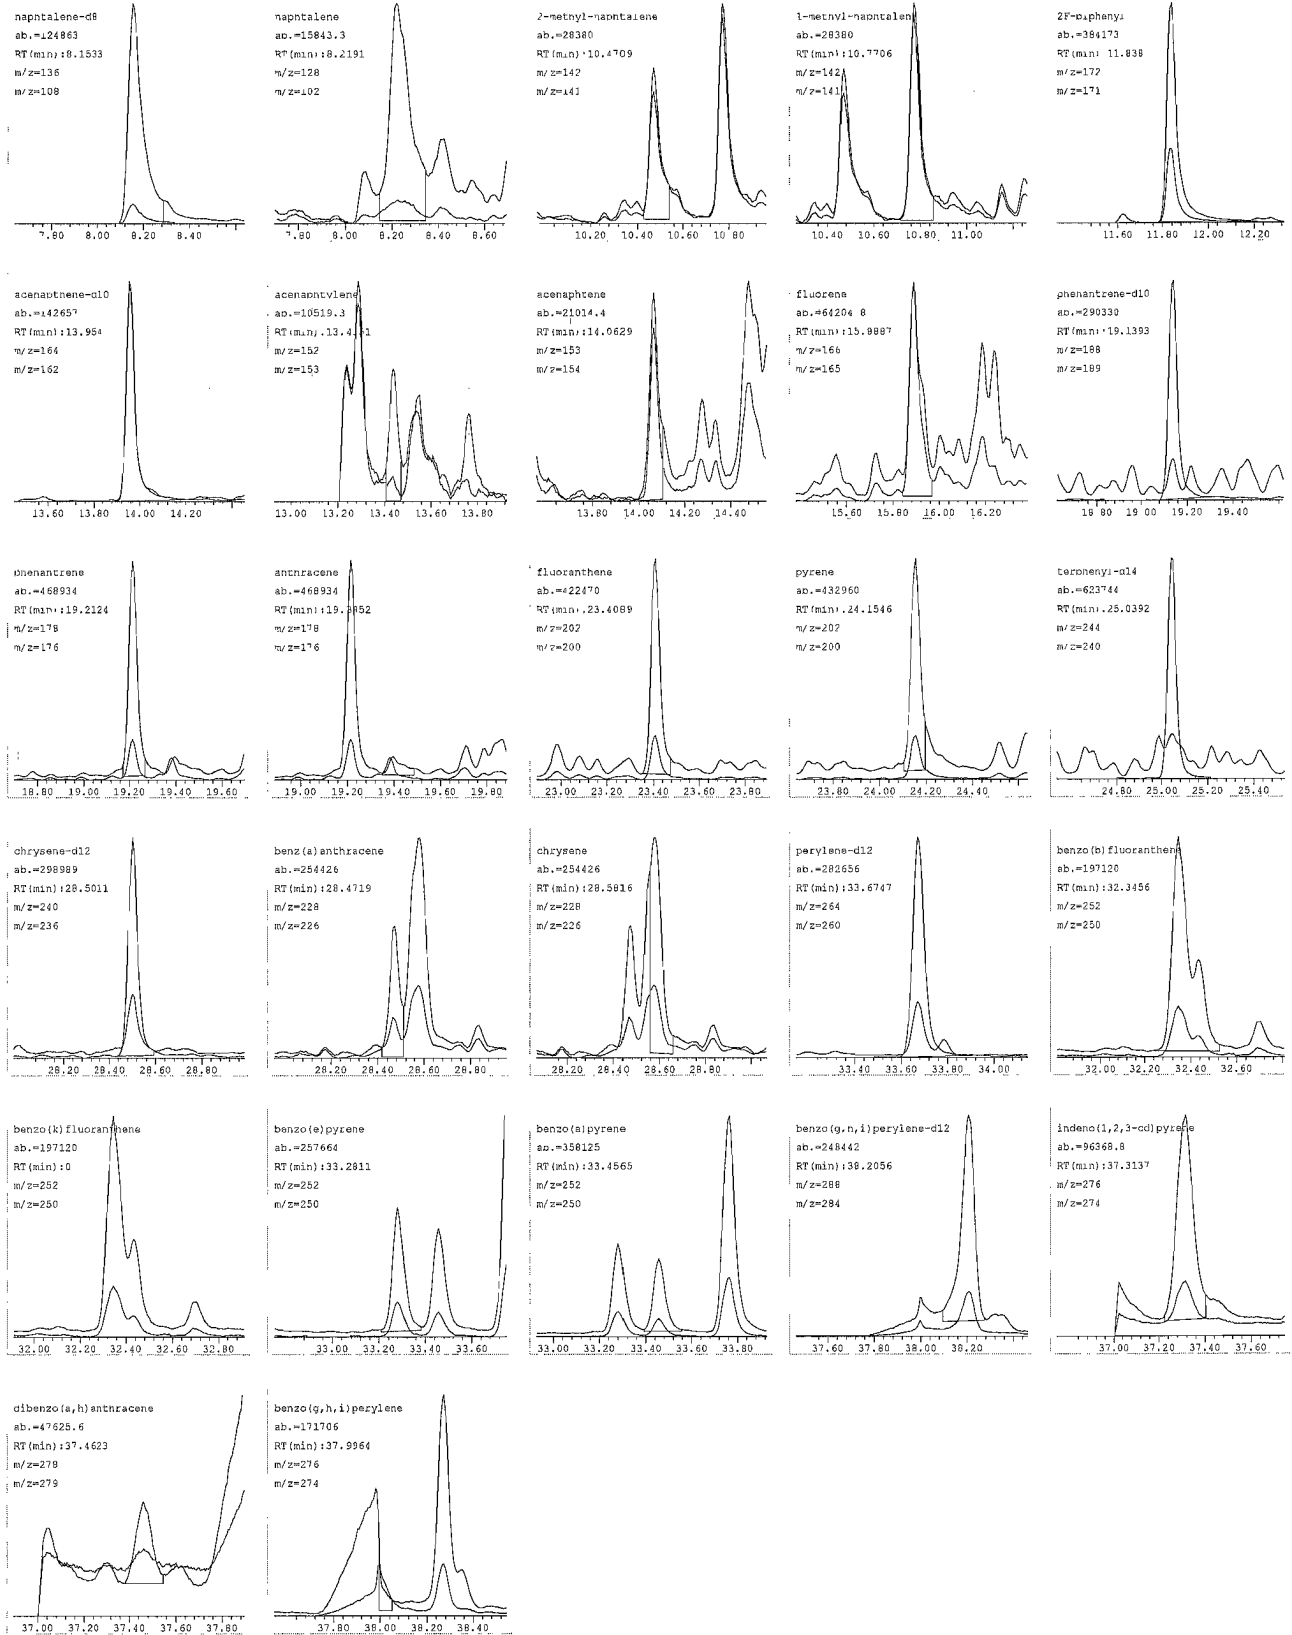 naphtalene-d8
ab.=124863
RT(min):8.1533
m/z=136
m/z=108
7.80 8.00 8.20 8.40
naphtalene
ab.=15843.3
RT(min):8.2191
m/z=128
m/z=102
7.80 8.00 8.20 8.40 8.60
2-methyl-naphtalene
ab.=28380
RT(min):10.4709
m/z=142
m/z=141
10.20 10.40 10.60 10.80
1-methyl-naphtalen
ab.=28380
RT(min):10.7706
m/z=142
m/z=141
10.40 10.60 10.80 11.00
2F-biphenyl
ab.=384173
RT(min) 11.838
m/z=172
m/z=171
11.60 11.80 12.00 12.20
acenaphtene-d10
ab.=142657
RT(min):13.954
m/z=164
m/z=162
13.60 13.80 14.00 14.20
acenaphtylene
ab.=10519.3
m/z=152
m/z=153
13.00 13.20 13.40 13.60 13.80
acenaphtene
ab.=21014.4
RT(min):14.0629
m/z=153
m/z=154
13.80 14.00 14.20 14.40
fluorene
ab.=64204 8
RT(min):15.8887
m/z=166
m/z=165
15.60 15.80 16.00 16.20
phenantrene-d10
ab.=290330
RT(min):19.1393
m/z=188
m/z=189
18 80 19 00 19.20 19.40
phenantrene
ab.=468934
RT(min):19.2124
m/z=178
m/z=176
18.80 19.00 19.20 19.40 19.60
anthracene
ab.=468934
m/z=178
m/z=176
19.00 19.20 19.40 19.60 19.80
fluoranthene
ab.=422470
RT(min).23.4089
m/z=202
m/z=200
23.00 23.20 23.40 23.60 23.80
pyrene
ab.=432960
RT(min).24.1546
m/z=202
m/z=200
23.80 24.00 24.20 24.40
terphenyl-d14
ab.=623744
RT(min).25.0392
m/z=244
m/z=240
24.80 25.00 25.20 25.40
chrysene-d12
ab.=298989
RT(min):28.5011
m/z=240
m/z=236
28.00 28.20 28.40 28.60 28.80
benz(a)anthracene
ab.=254426
RT(min):28.4719
m/z=228
m/z=226
28.20 28.40 28.60 28.80
chrysene
ab.=254426
RT(min):28.5816
m/z=228
m/z=226
28.20 28.40 28.60 28.80
perylene-d12
ab.=282656
RT(min):33.6747
m/z=264
m/z=260
33.40 33.60 33.80 34.00
benzo(b)fluoranthene
ab.=197120
RT(min):32.3456
m/z=252
m/z=250
32.00 32.20 32.40 32.60
benzo(k)fluoranthene
ab.=197120
RT(min):0
m/z=252
m/z=250
32.00 32.20 32.40 32.60 32.80
benzo(e)pyrene
ab.=257664
RT(min):33.2811
m/z=252
m/z=250
33.00 33.20 33.40 33.60
benzo(a)pyrene
ab.=358125
RT(min):33.4565
m/z=252
m/z=250
33.00 33.20 33.40 33.60 33.80
benzo(g,h,i)perylene-d12
ab.=248442
RT(min):38.2056
m/z=288
m/z=284
37.60 37.80 38.00 38.20
indeno(1,2,3-cd)pyrene
ab.=96368.8
RT(min):37.3137
m/z=276
m/z=274
37.00 37.20 37.40 37.60
dibenzo(a,h)anthracene
ab.=47625.6
RT(min):37.4623
m/z=278
m/z=279
37.00 37.20 37.40 37.60 37.80
benzo(g,h,i)perylene
ab.=171706
RT(min):37.9964
m/z=276
m/z=274
37.80 38.00 38.20 38.40